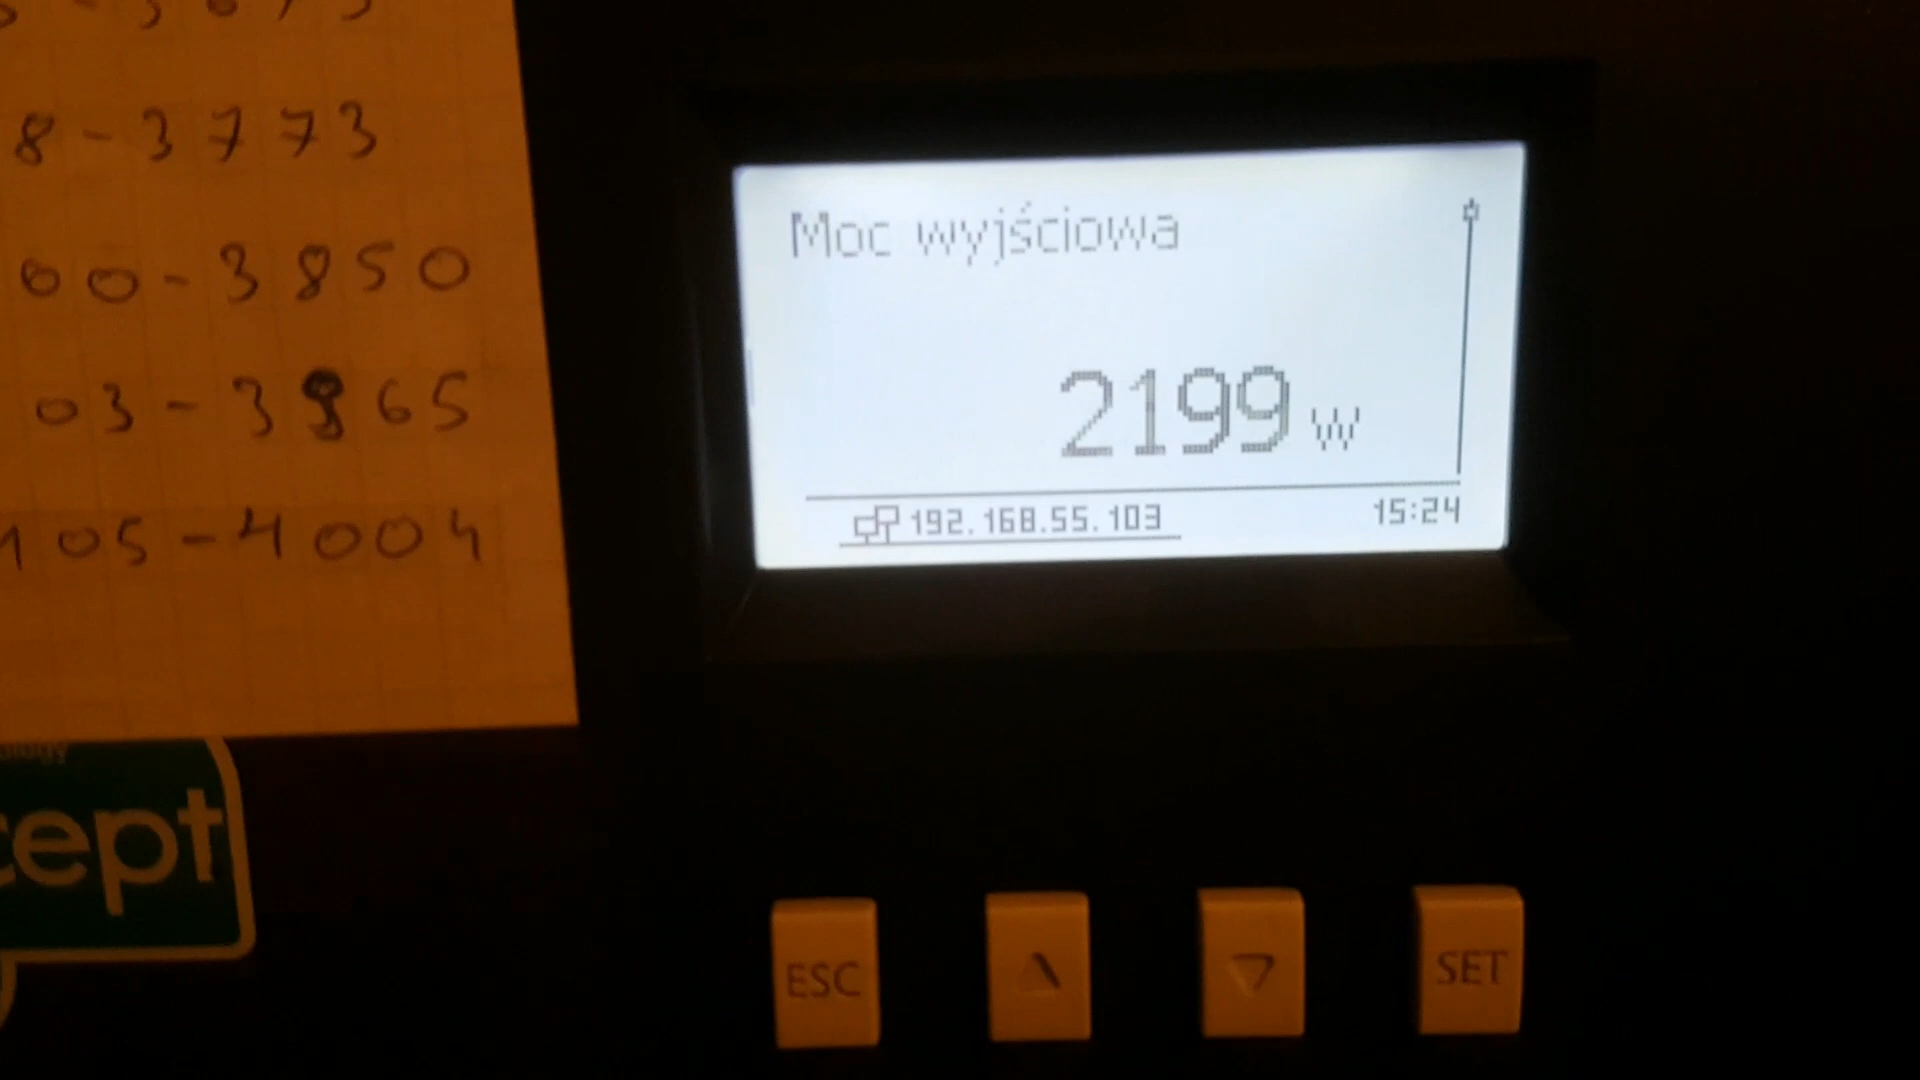 8-3773
00-3850
03-3865
105-4004
Moc wyjściowa
2199 W
192.168.55.103 15:24
ESC
SET